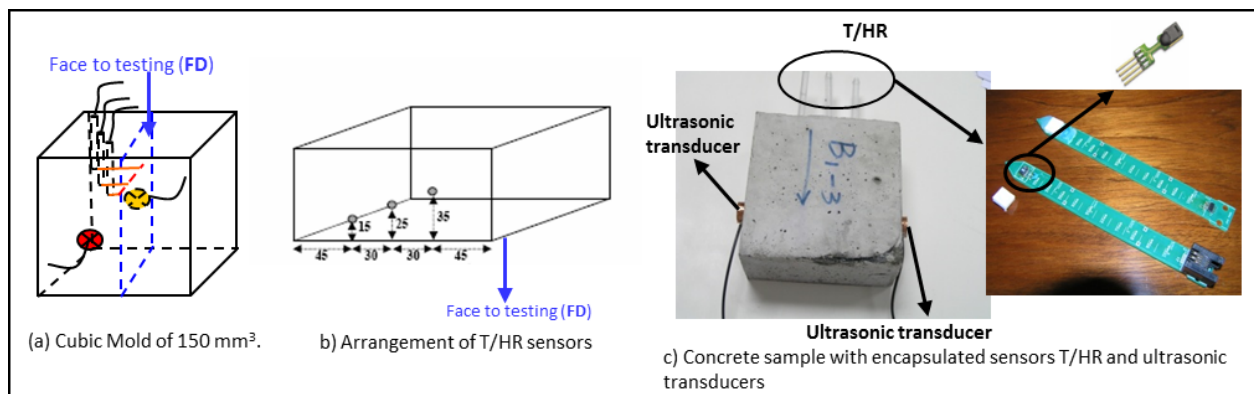 Face to testing (FD)
(a) Cubic Mold of 150 mm³.
15
25
35
45
30
30
45
Face to testing (FD)
b) Arrangement of T/HR sensors
T/HR
Ultrasonic
transducer
B1-3
Ultrasonic transducer
c) Concrete sample with encapsulated sensors T/HR and ultrasonic
transducers